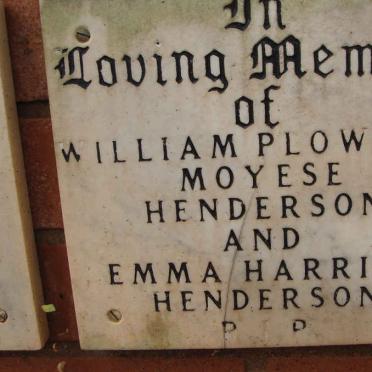 In
Loving Mem
of
WILLIAM PLOW
MOYESE
HENDERSON
AND
EMMA HARRI
HENDERSON